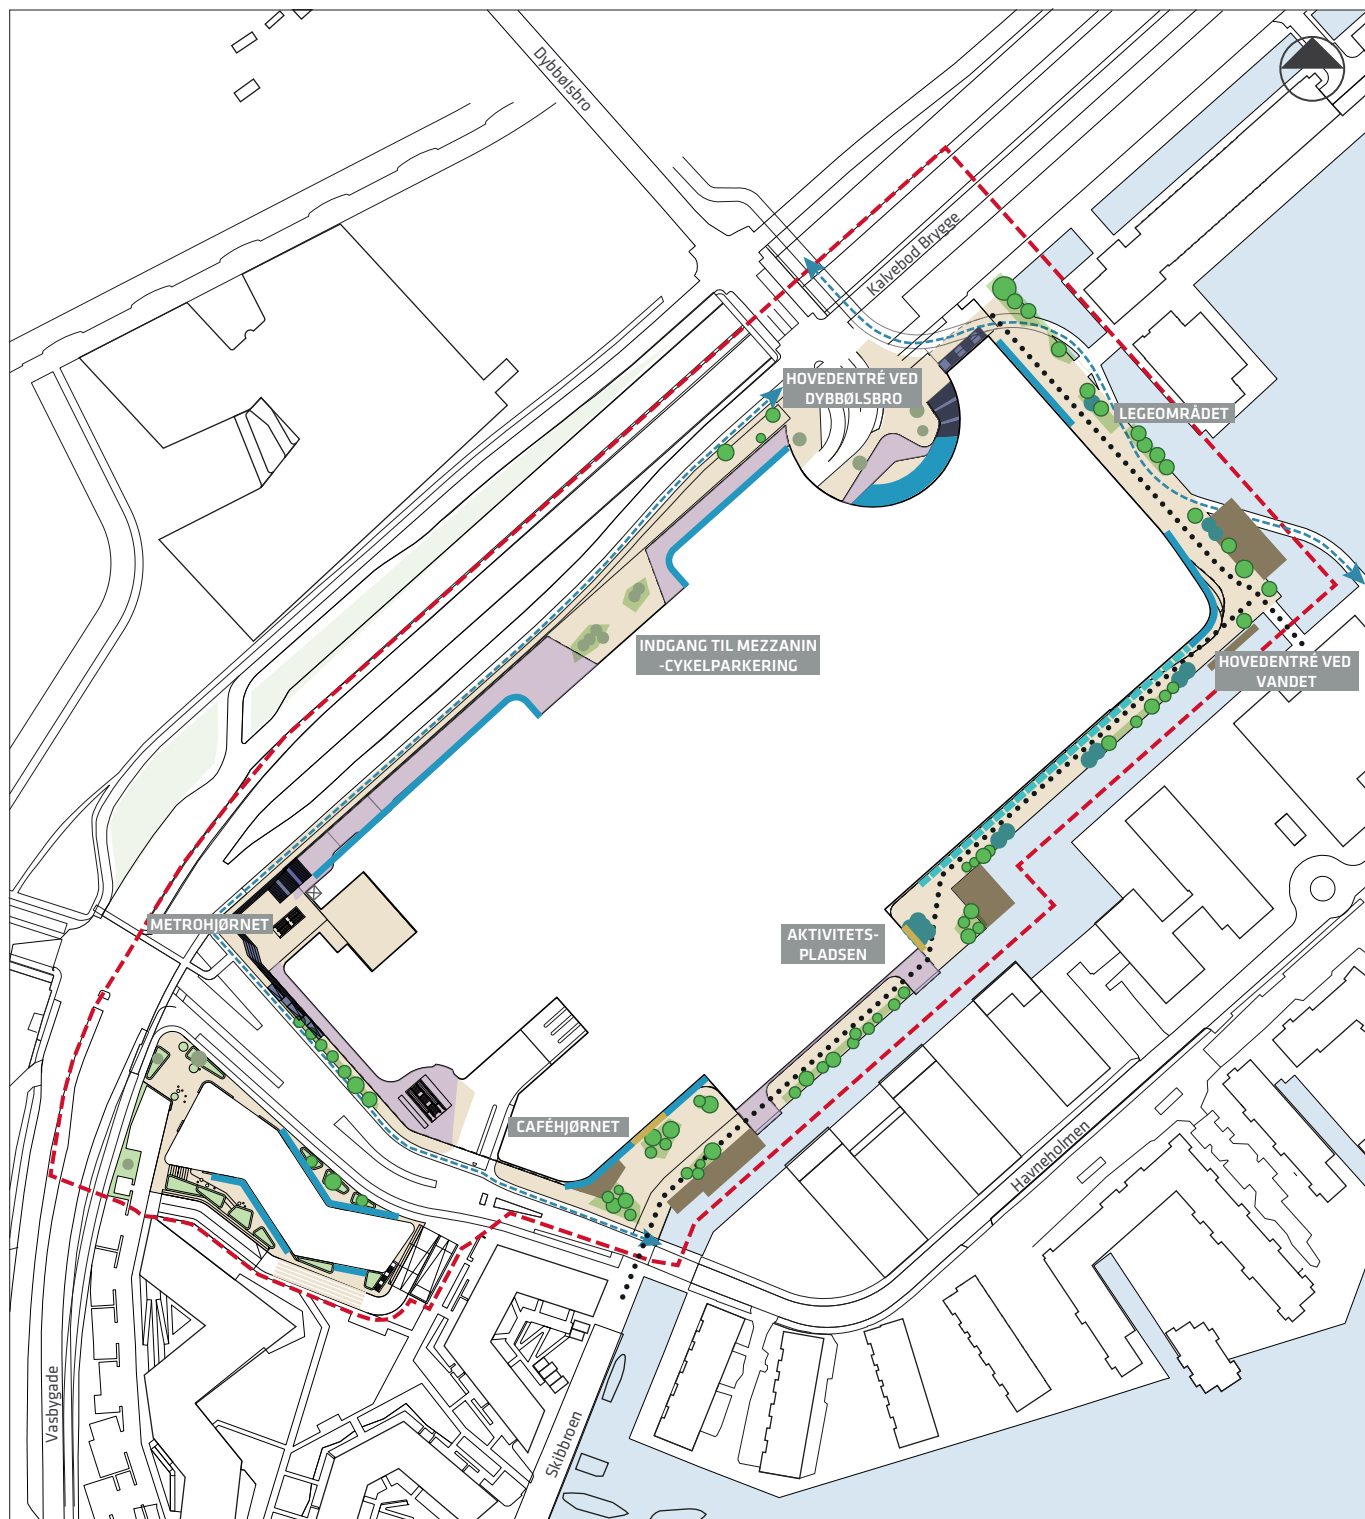 Dybbølsbro
Kalvebod Brygge
HOVEDENTRÉ VED
DYBBØLSBRO
LEGEOMRÅDET
INDGANG TIL MEZZANIN
-CYKELPARKERING
HOVEDENTRÉ VED
VANDET
METROHJØRNET
AKTIVITETS-
PLADSEN
CAFÉHJØRNET
Havneholmen
Vasbygade
Skibbroen